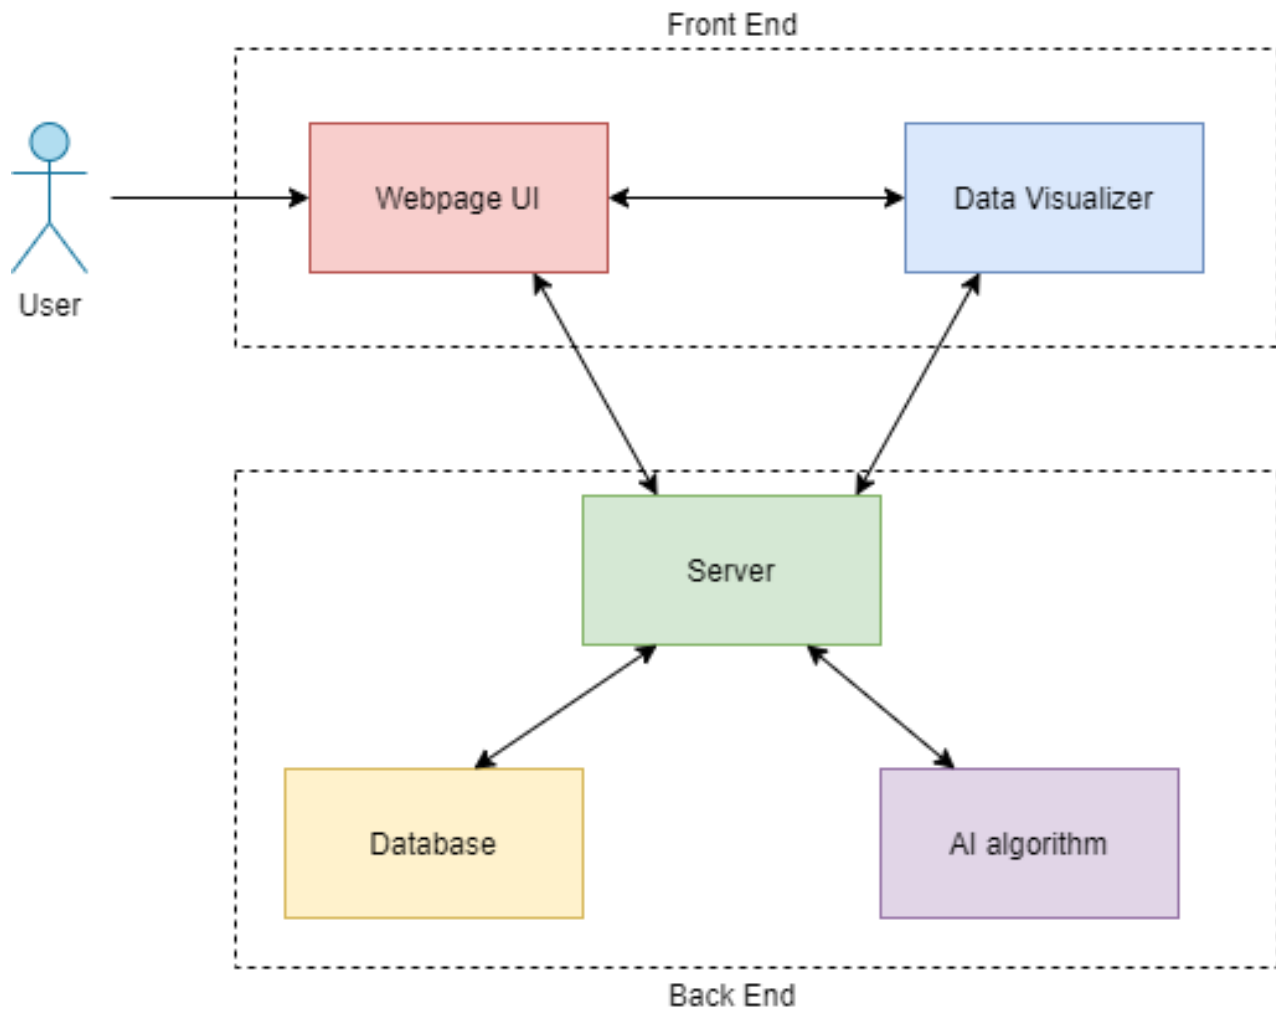 Front End
Webpage UI
Data Visualizer
User
Server
Database
AI algorithm
Back End